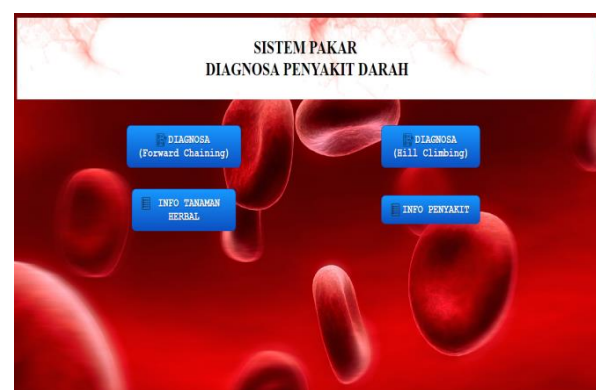 SISTEM PAKAR
DIAGNOSA PENYAKIT DARAH
DIAGNOSA
(Forward Chaining)
DIAGNOSA
(Hill Climbing)
INFO TANAMAN
HERBAL
INFO PENYAKIT